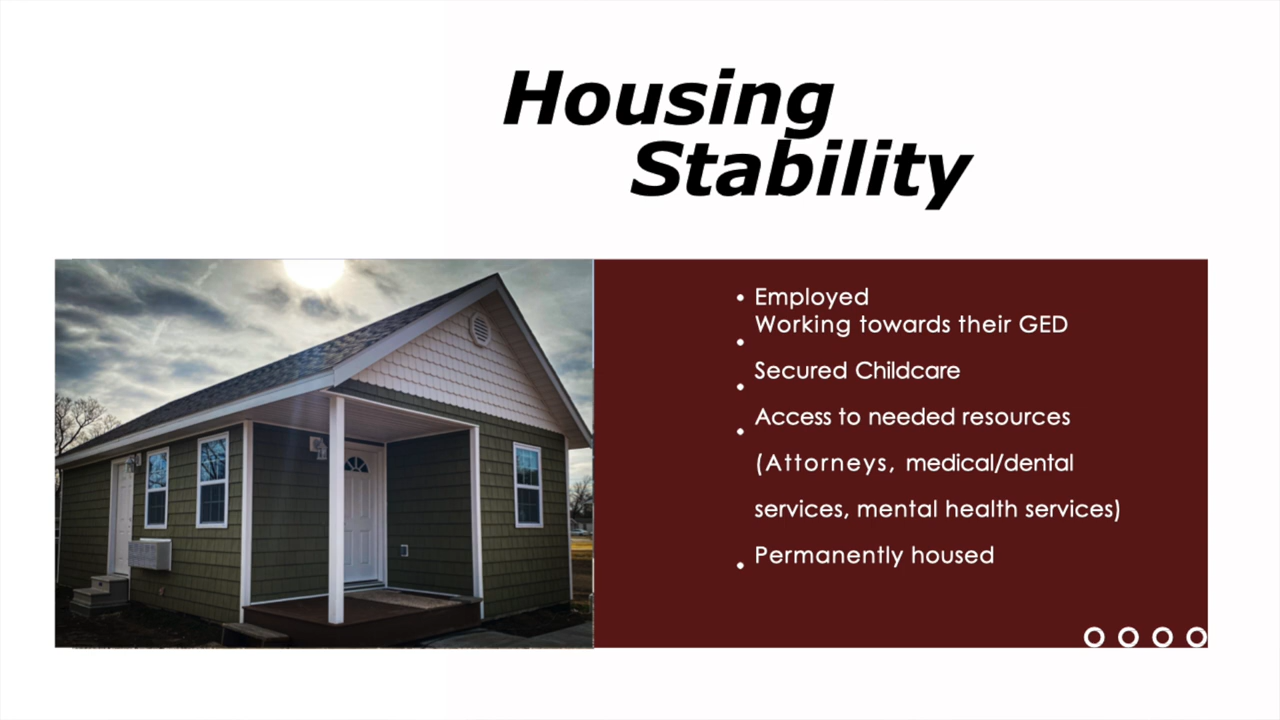 Housing
Stability
• Employed
Working towards their GED
• Secured Childcare
• Access to needed resources
• (Attorneys, medical/dental
services, mental health services)
• Permanently housed